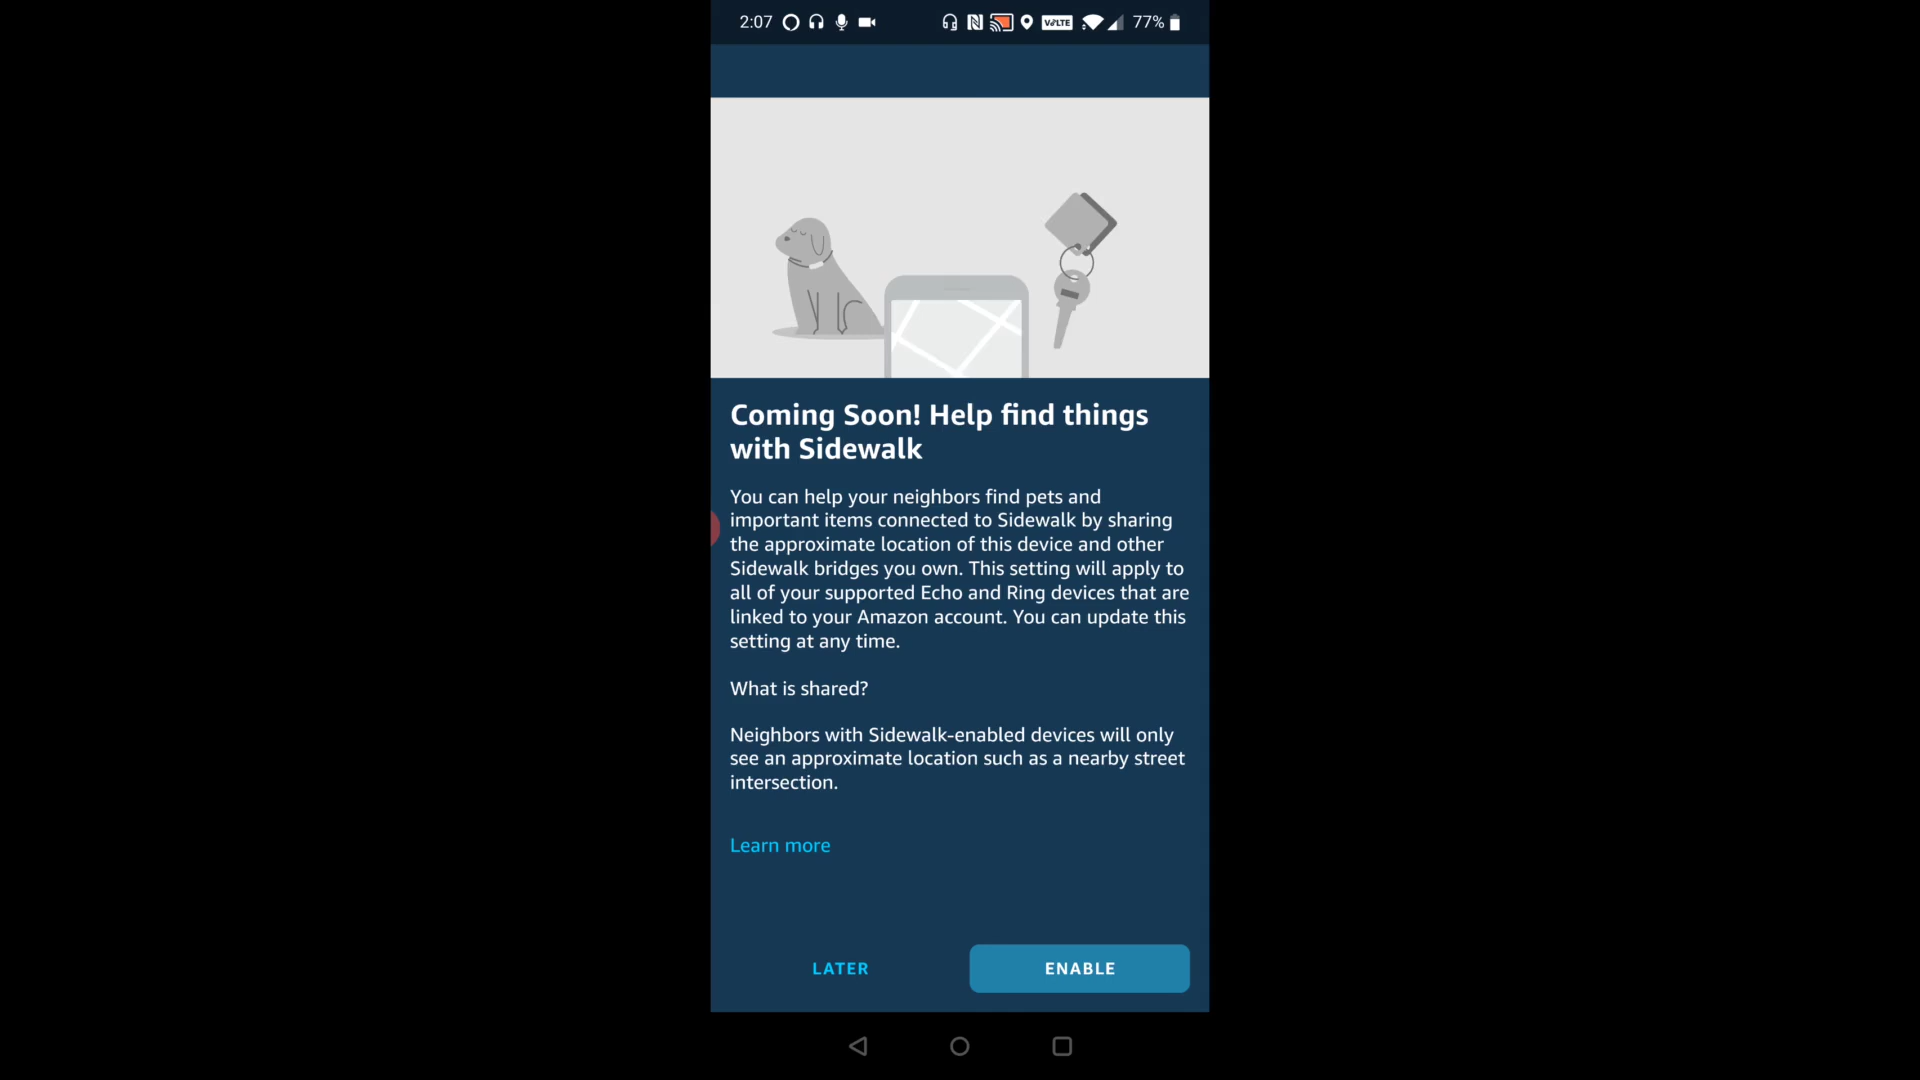 2:07 VoLTE 77%
Coming Soon! Help find things
with Sidewalk
You can help your neighbors find pets and
important items connected to Sidewalk by sharing
the approximate location of this device and other
Sidewalk bridges you own. This setting will apply to
all of your supported Echo and Ring devices that are
linked to your Amazon account. You can update this
setting at any time.
What is shared?
Neighbors with Sidewalk-enabled devices will only
see an approximate location such as a nearby street
intersection.
Learn more
LATER ENABLE